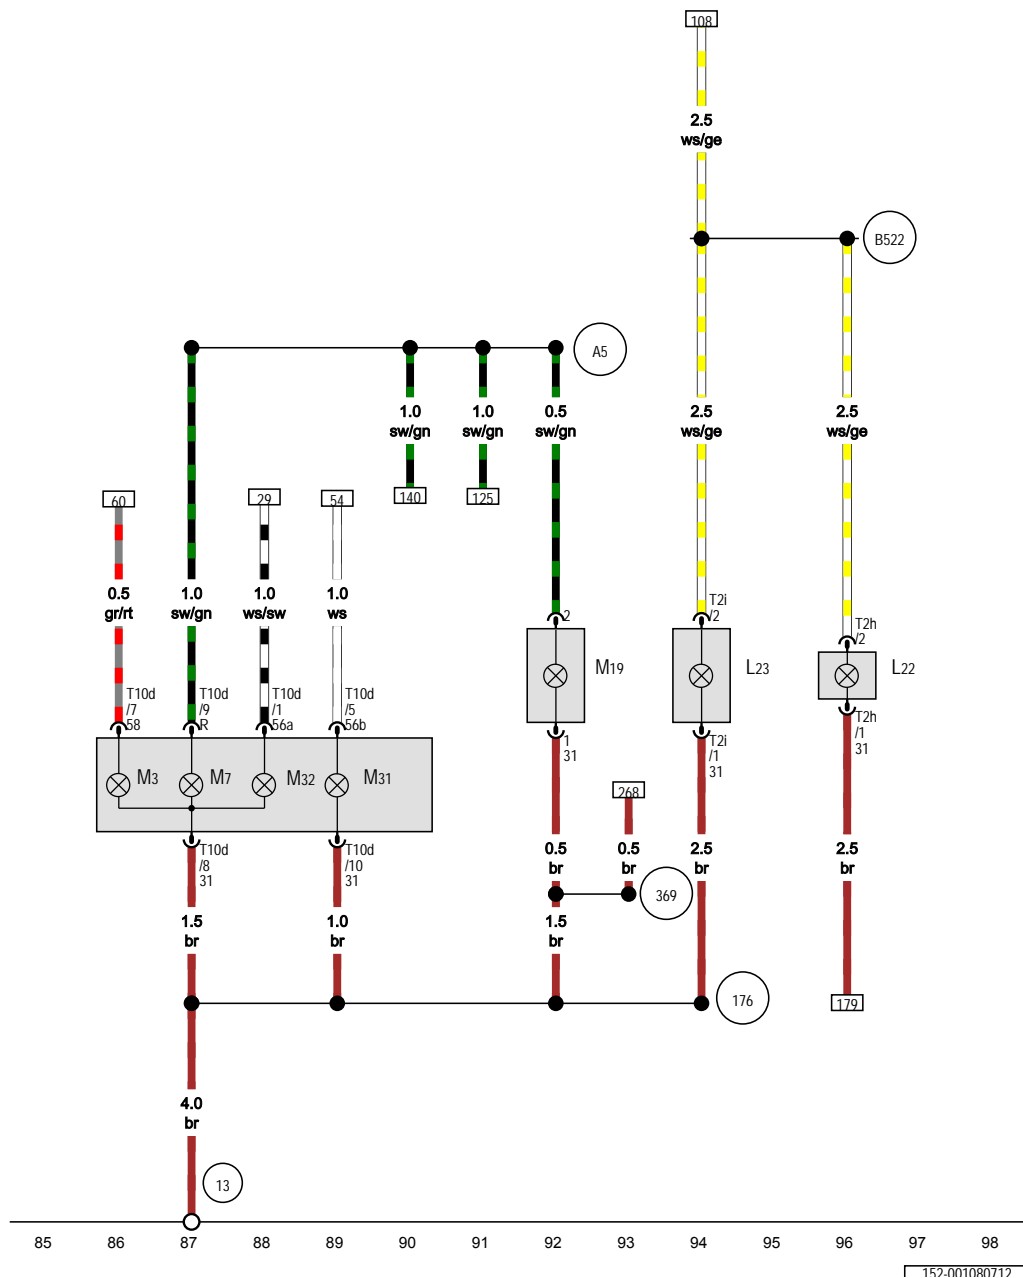 108
2.5
ws/ge
B522
A5
1.0
sw/gn
1.0
sw/gn
0.5
sw/gn
2.5
ws/ge
2.5
ws/ge
60
29
54
140
125
0.5
gr/rt
1.0
sw/gn
1.0
ws/sw
1.0
ws
2
T2i
/2
T2h
/2
M19
L23
L22
T10d
/7
58
T10d
/9
R
T10d
/1
56a
T10d
/5
56b
1
31
T2i
/1
31
T2h
/1
31
M3
M7
M32
M31
268
T10d
/8
31
T10d
/10
31
0.5
br
0.5
br
2.5
br
2.5
br
369
1.5
br
1.0
br
1.5
br
176
179
4.0
br
13
85 86 87 88 89 90 91 92 93 94 95 96 97 98
152-001080712